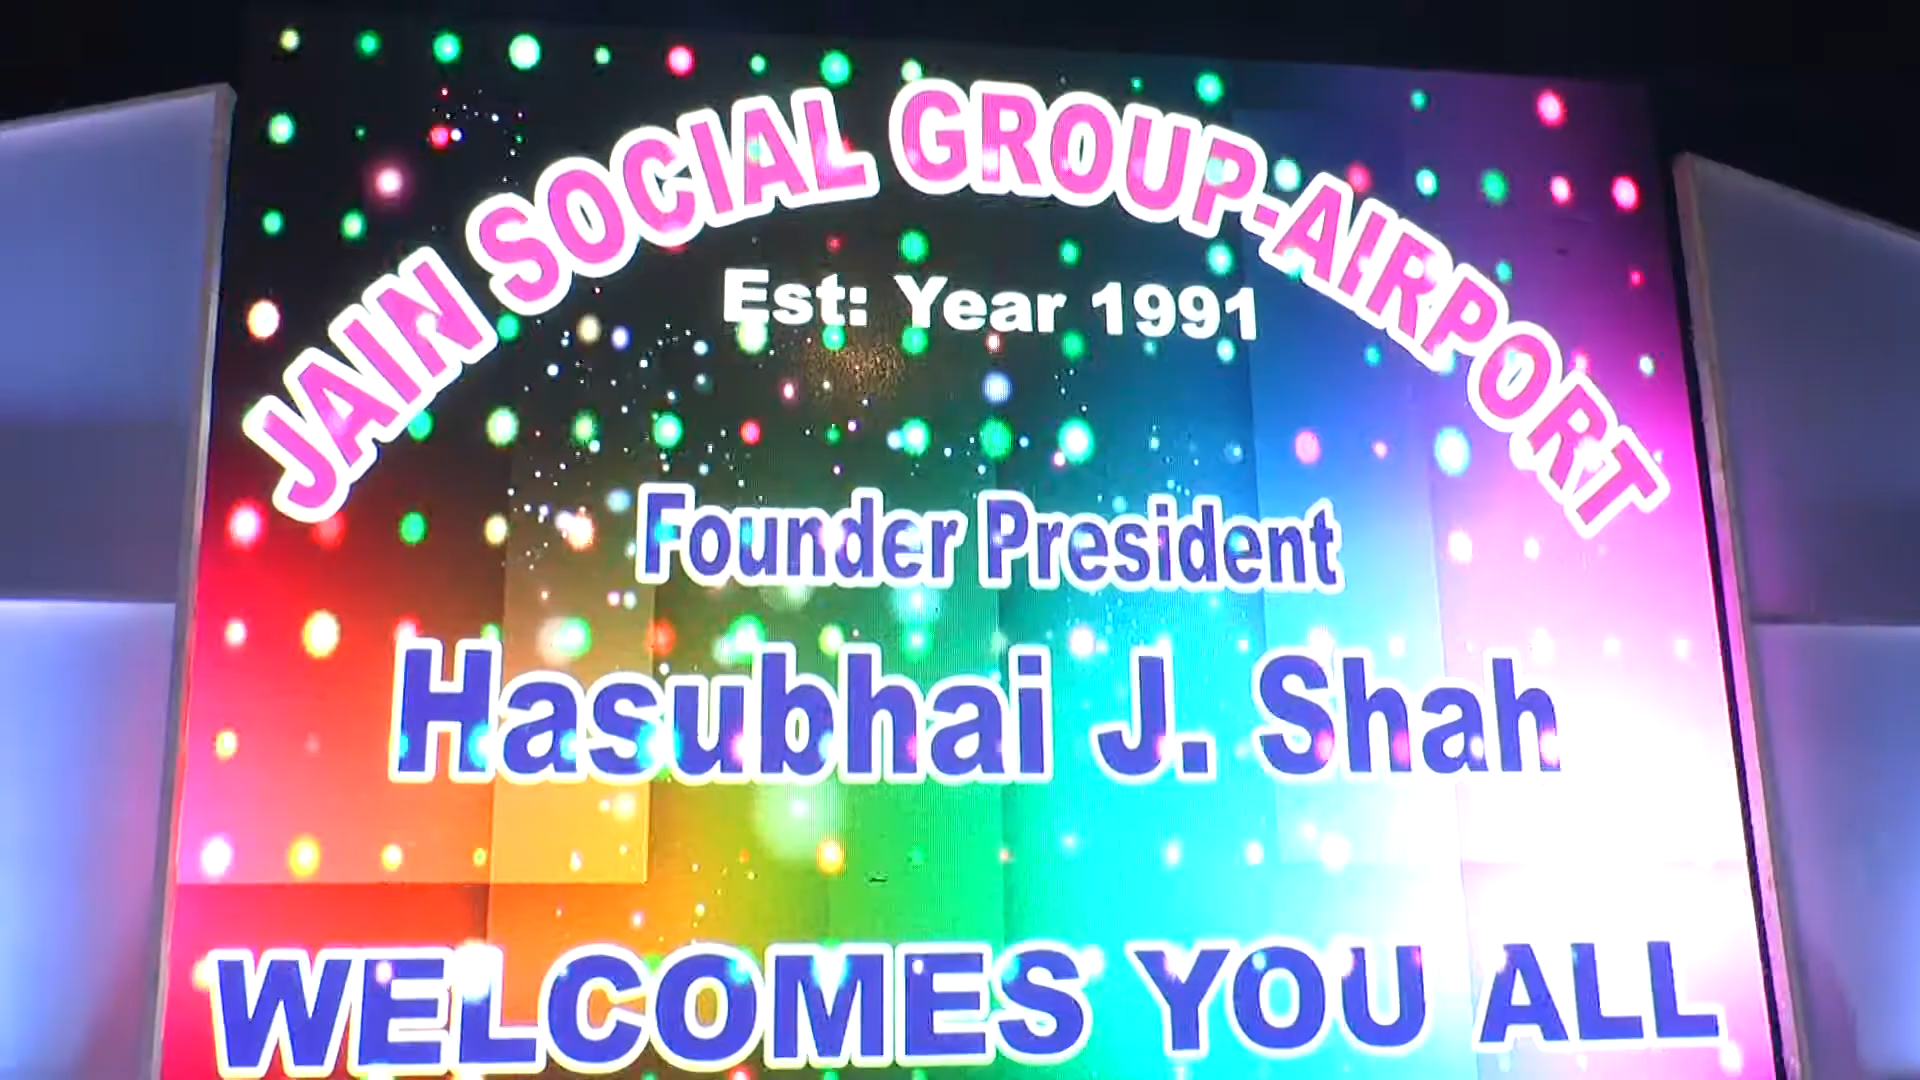 JAIN SOCIAL GROUP-AIRPORT
Est: Year 1991
Founder President
Hasubhai J. Shah
WELCOMES YOU ALL